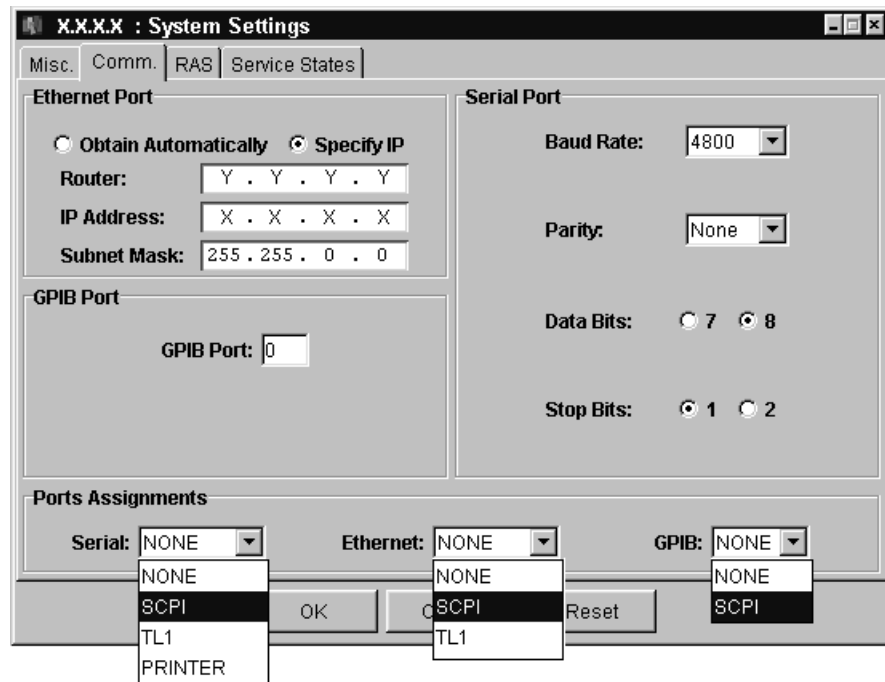 X.X.X.X : System Settings
Misc. Comm. RAS Service States
Ethernet Port
Obtain Automatically Specify IP
Router: Y . Y . Y . Y
IP Address: X . X . X . X
Subnet Mask: 255 . 255 . 0 . 0
GPIB Port
GPIB Port: 0
Serial Port
Baud Rate: 4800
Parity: None
Data Bits: 7 8
Stop Bits: 1 2
Ports Assignments
Serial: NONE Ethernet: NONE GPIB: NONE
NONE NONE NONE
SCPI OK C SCPI Reset SCPI
TL1 TL1
PRINTER